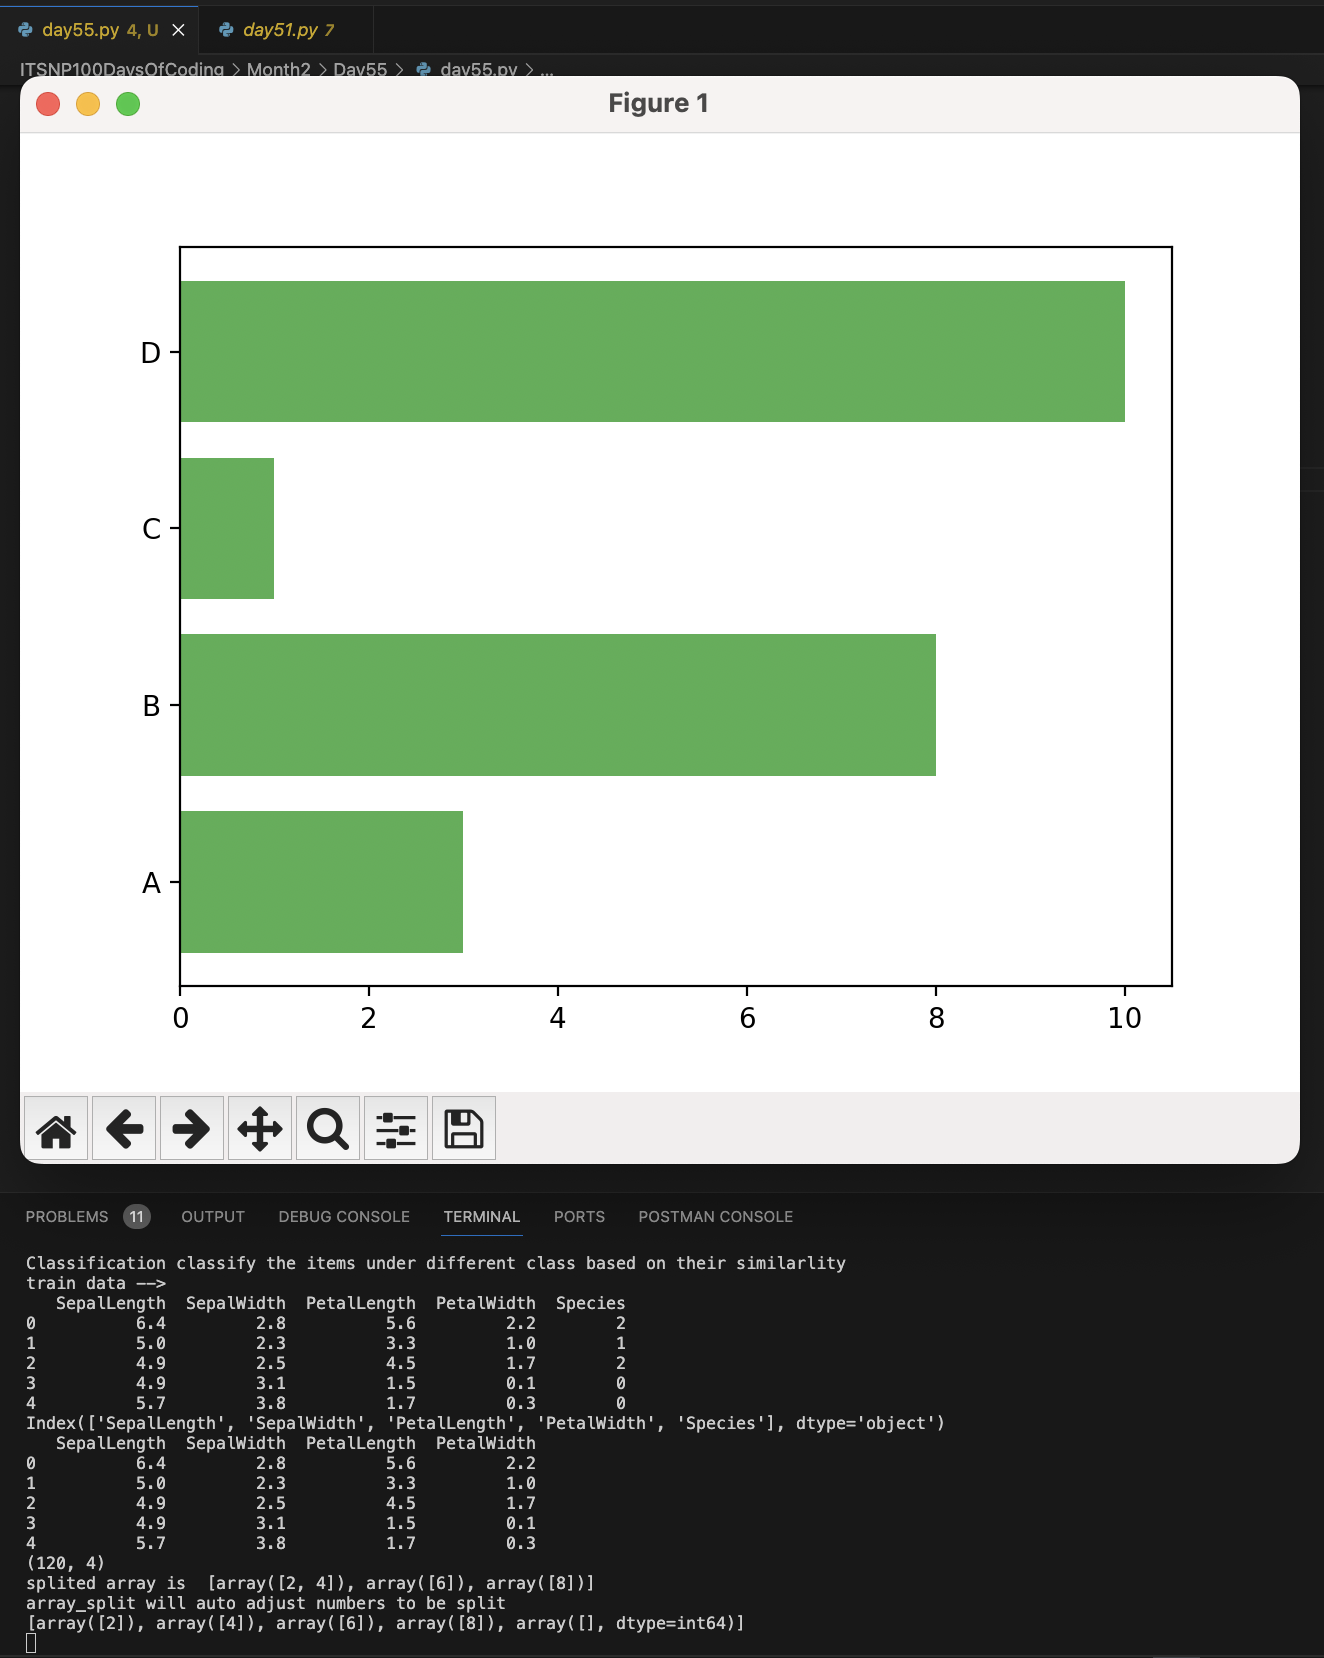 day55.py 4, U
day51.py 7
ITSNP100DaysOfCoding > Month2 > Day55 > day55.py > ...
Figure 1
D
C
B
A
0 2 4 6 8 10
PROBLEMS 11 OUTPUT DEBUG CONSOLE TERMINAL PORTS POSTMAN CONSOLE
Classification classify the items under different class based on their similarlity
train data -->
   SepalLength  SepalWidth  PetalLength  PetalWidth  Species
0          6.4         2.8          5.6         2.2        2
1          5.0         2.3          3.3         1.0        1
2          4.9         2.5          4.5         1.7        2
3          4.9         3.1          1.5         0.1        0
4          5.7         3.8          1.7         0.3        0
Index(['SepalLength', 'SepalWidth', 'PetalLength', 'PetalWidth', 'Species'], dtype='object')
   SepalLength  SepalWidth  PetalLength  PetalWidth
0          6.4         2.8          5.6         2.2
1          5.0         2.3          3.3         1.0
2          4.9         2.5          4.5         1.7
3          4.9         3.1          1.5         0.1
4          5.7         3.8          1.7         0.3
(120, 4)
splited array is  [array([2, 4]), array([6]), array([8])]
array_split will auto adjust numbers to be split
[array([2]), array([4]), array([6]), array([8]), array([], dtype=int64)]